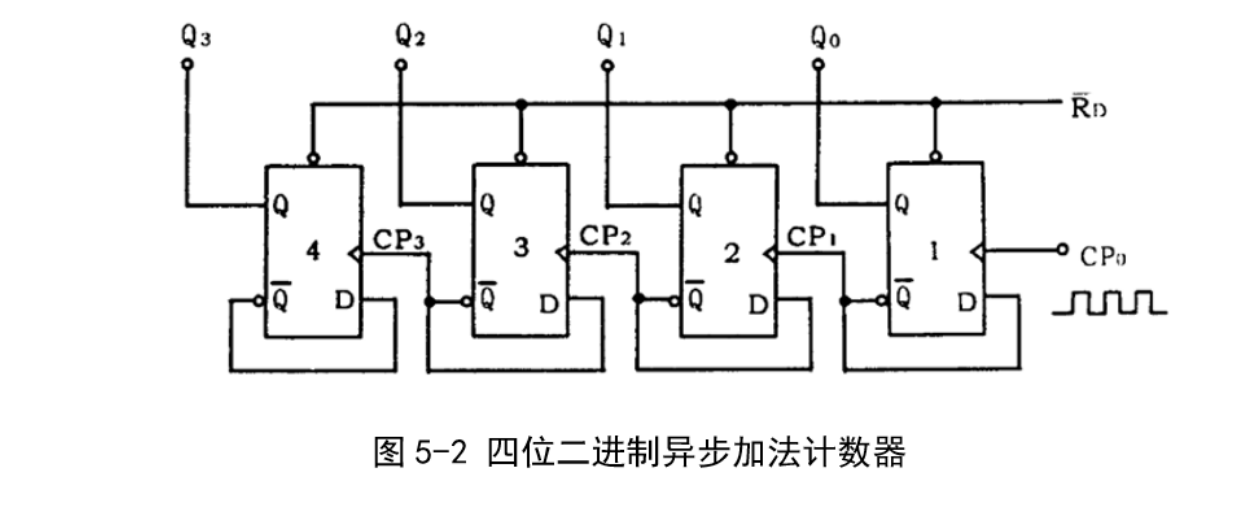 Q3 Q2 Q1 Q0
R̅D
Q Q Q Q
4 CP3 3 CP2 2 CP1 1 CP0
Q̅ D Q̅ D Q̅ D Q̅ D
图 5-2 四位二进制异步加法计数器